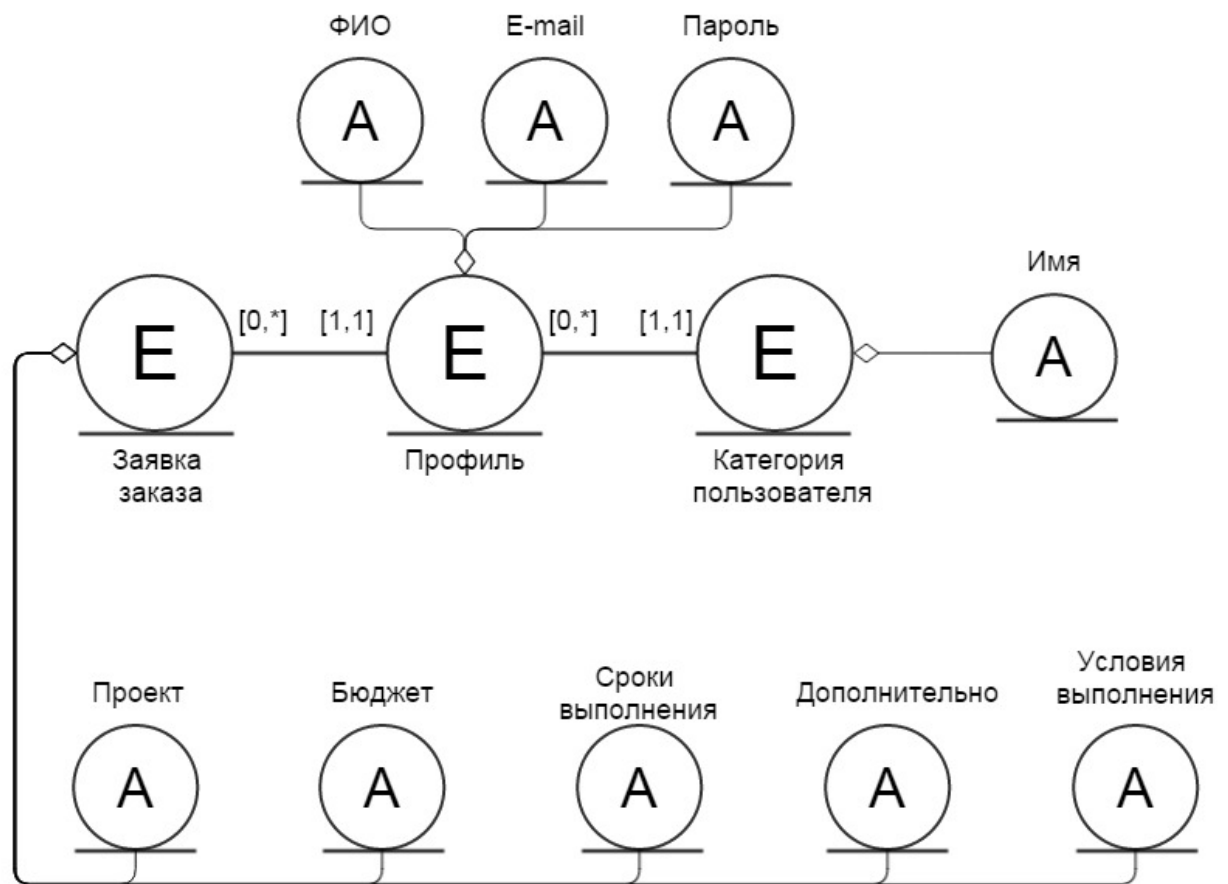 ФИО
E-mail
Пароль
A
A
A
Имя
[0,*]
[1,1]
[0,*]
[1,1]
E
E
E
A
Заявка
заказа
Профиль
Категория
пользователя
Проект
Бюджет
Сроки
выполнения
Дополнительно
Условия
выполнения
A
A
A
A
A